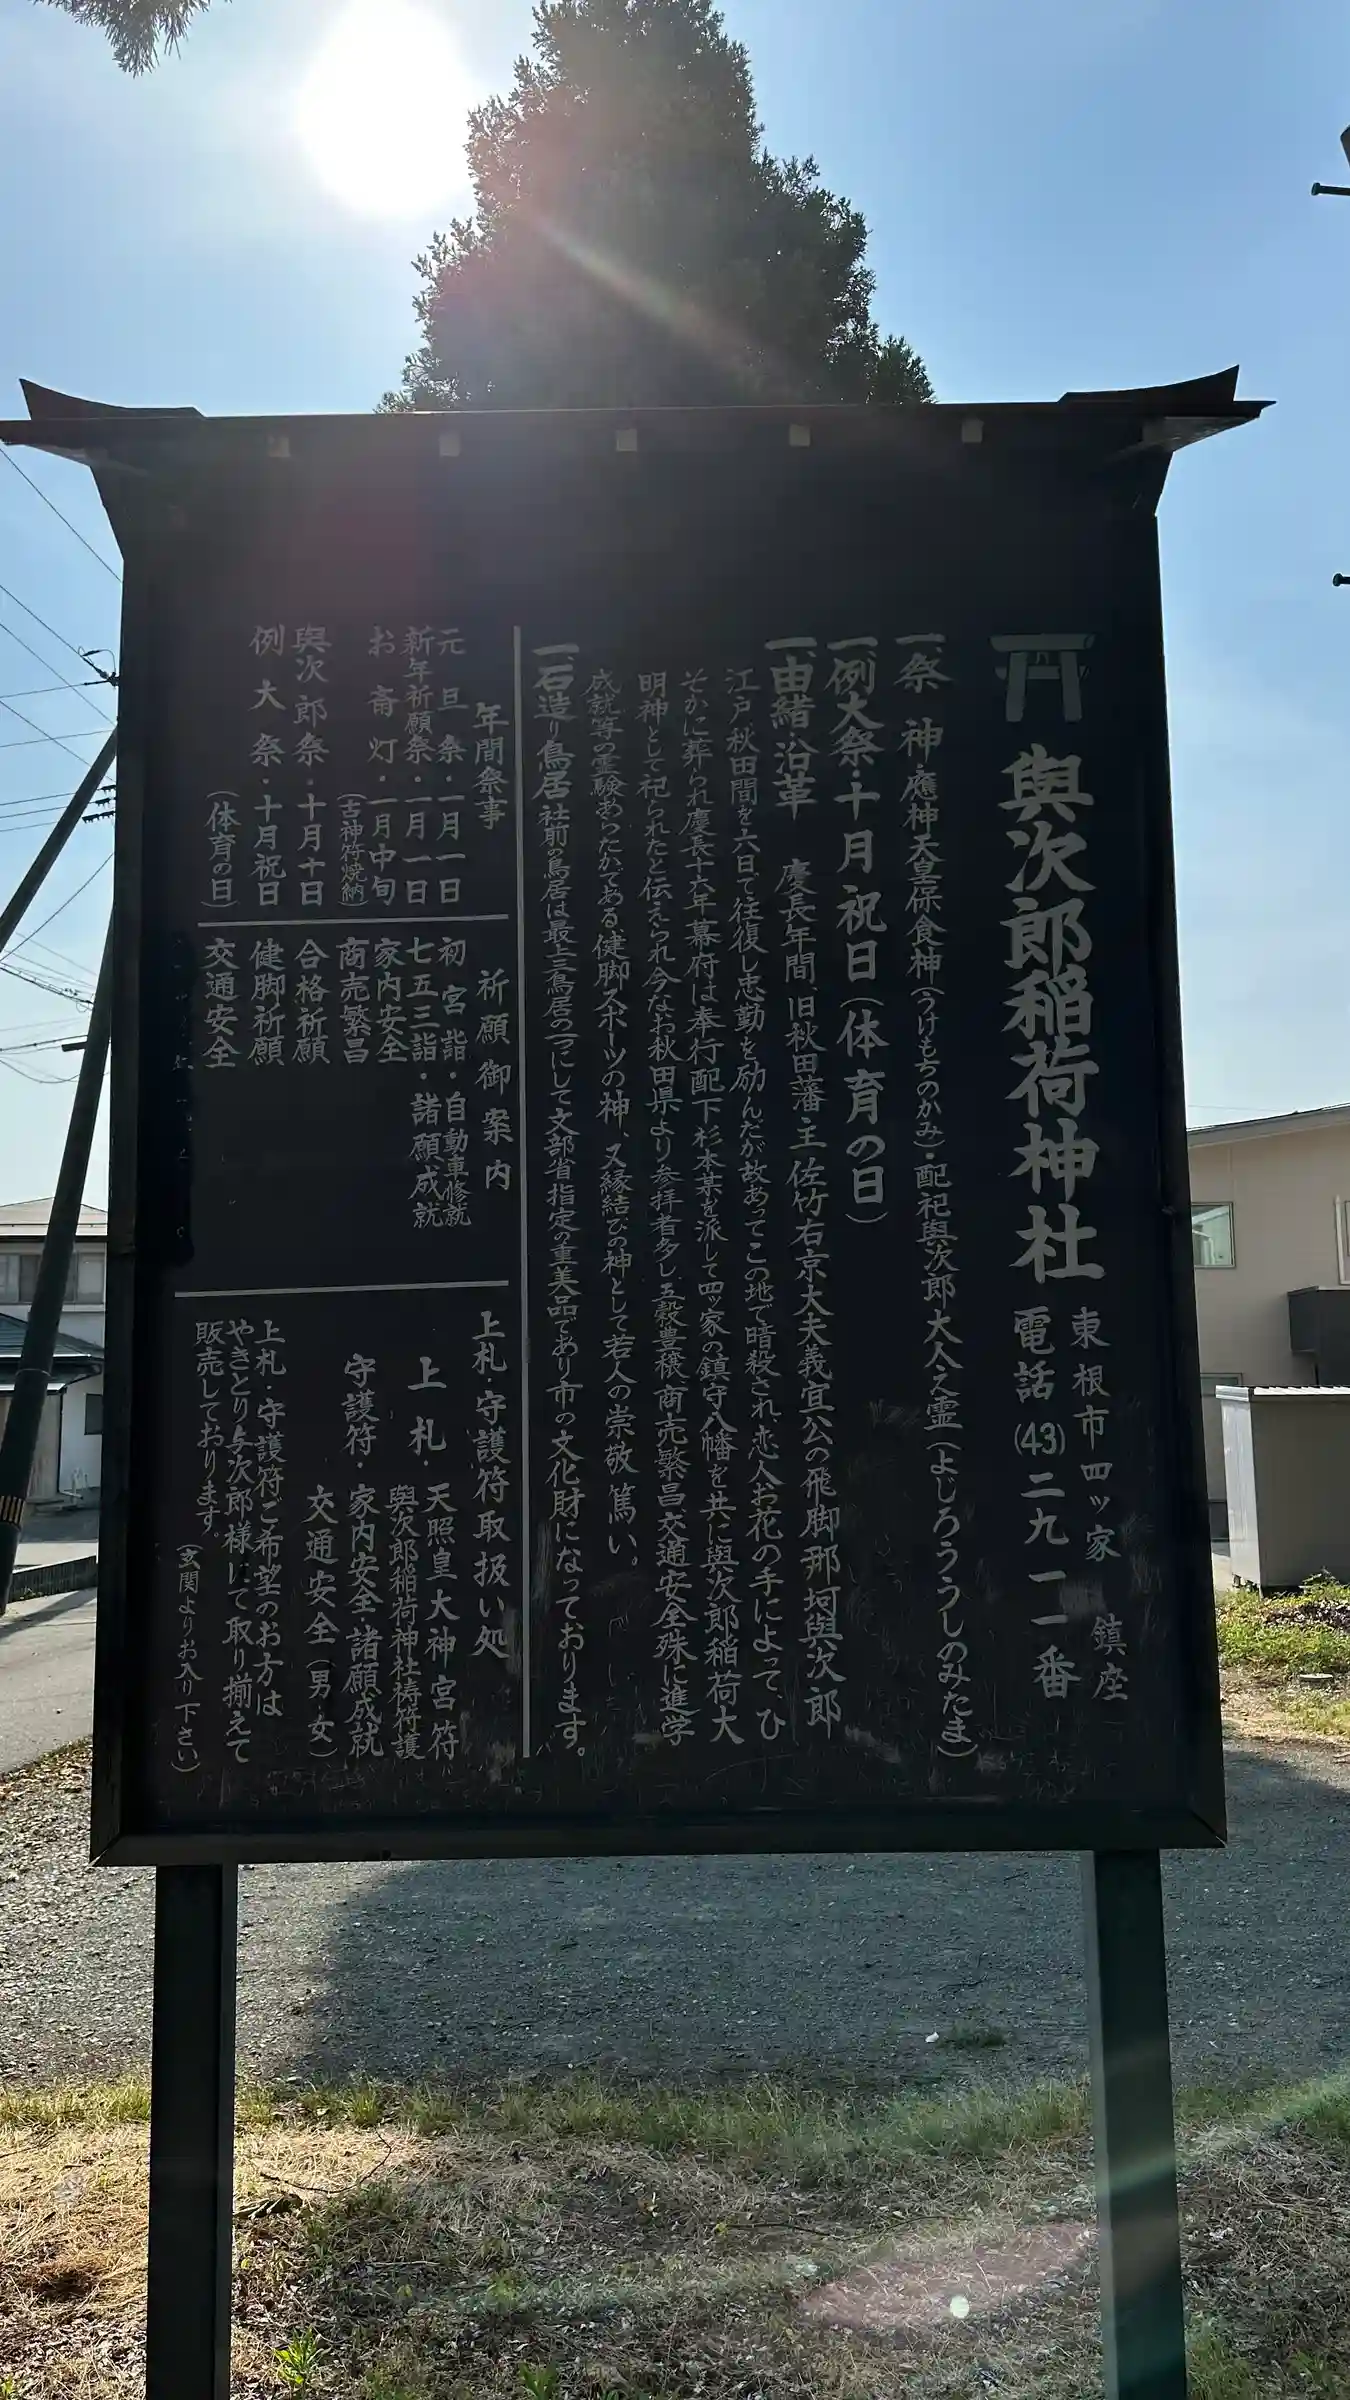 與次郎稲荷神社
東根市四ッ家 鎮座
電話(43)二九一一番
一、祭神・應神天皇保食神(うけもちのかみ)・配祀與次郎大人之霊(よじろううしのみたま)
一、例大祭・十月祝日(体育の日)
一、由緒・沿革 慶長年間、旧秋田藩主佐竹右京大夫義宣公の飛脚那珂與次郎
江戸秋田間を六日で往復し忠勤を励んだが故あってこの地で暗殺され、恋人お花の手によって、ひ
そかに葬られ慶長十六年幕府は奉行配下杉本某を派して四ッ家の鎮守八幡を共に與次郎稲荷大
明神として祀られたと伝えられ今なお秋田県より参拝者多し五穀豊穣商売繁昌交通安全殊に進学
成就等の霊験あらたかである健脚スポーツの神、又縁結びの神として若人の崇敬篤い。
一、石造り鳥居 社前の鳥居は最上三鳥居の一つにして文部省指定の重美品であり市の文化財になっております。
年間祭事
元旦祭・一月一日
新年祈願祭・一月一日
お斎灯・一月中旬
(古神符焼納)
與次郎祭・十月十日
例大祭・十月祝日
(体育の日)
祈願御案内
初宮詣・自動車修祓
七五三詣・諸願成就
家内安全
商売繁昌
合格祈願
健脚祈願
交通安全
上札・守護符取扱い処
上札・天照皇大神宮符
與次郎稲荷神社祷符護
守護符・家内安全諸願成就
交通安全(男・女)
上札・守護符ご希望のお方は
やきとり与次郎様にて取り揃えて
販売しております。(玄関よりお入り下さい)